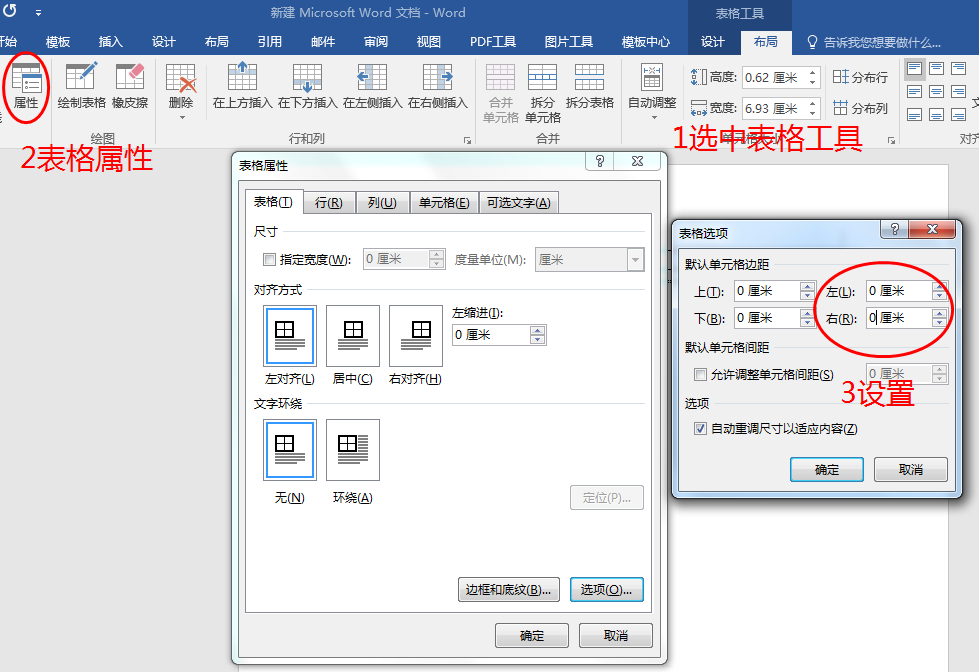 新建 Microsoft Word 文档 - Word
表格工具
开始 模板 插入 设计 布局 引用 邮件 审阅 视图 PDF工具 图片工具 模板中心 设计 布局 告诉我您想要做什么...
属性 绘制表格 橡皮擦 删除 在上方插入 在下方插入 在左侧插入 在右侧插入 合并单元格 拆分单元格 拆分表格 自动调整
高度: 0.62 厘米 分布行
宽度: 6.93 厘米 分布列
绘图 行和列 合并
1选中表格工具
2表格属性
表格属性
表格(T) 行(R) 列(U) 单元格(E) 可选文字(A)
尺寸
指定宽度(W): 0 厘米 度量单位(M): 厘米
对齐方式
左缩进(I):
0 厘米
左对齐(L) 居中(C) 右对齐(H)
文字环绕
无(N) 环绕(A)
定位(P)...
边框和底纹(B)... 选项(O)...
确定 取消
表格选项
默认单元格边距
上(T): 0 厘米 左(L): 0 厘米
下(B): 0 厘米 右(R): 0 厘米
默认单元格间距
允许调整单元格间距(S) 0 厘米
3设置
选项
自动重调尺寸以适应内容(Z)
确定 取消